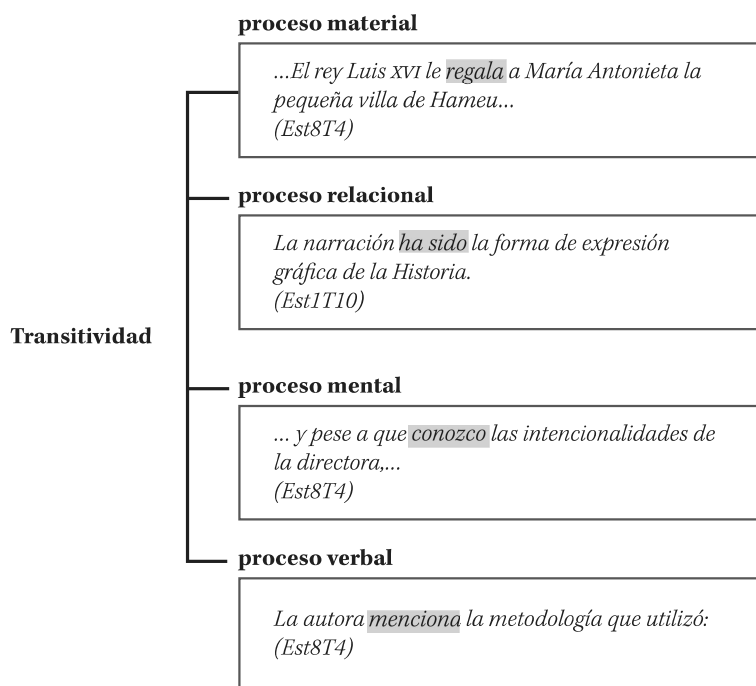 proceso material
...El rey Luis XVI le regala a María Antonieta la
pequeña villa de Hameu...
(Est8T4)
proceso relacional
La narración ha sido la forma de expresión
gráfica de la Historia.
(Est1T10)
Transitividad
proceso mental
... y pese a que conozco las intencionalidades de
la directora,...
(Est8T4)
proceso verbal
La autora menciona la metodología que utilizó:
(Est8T4)